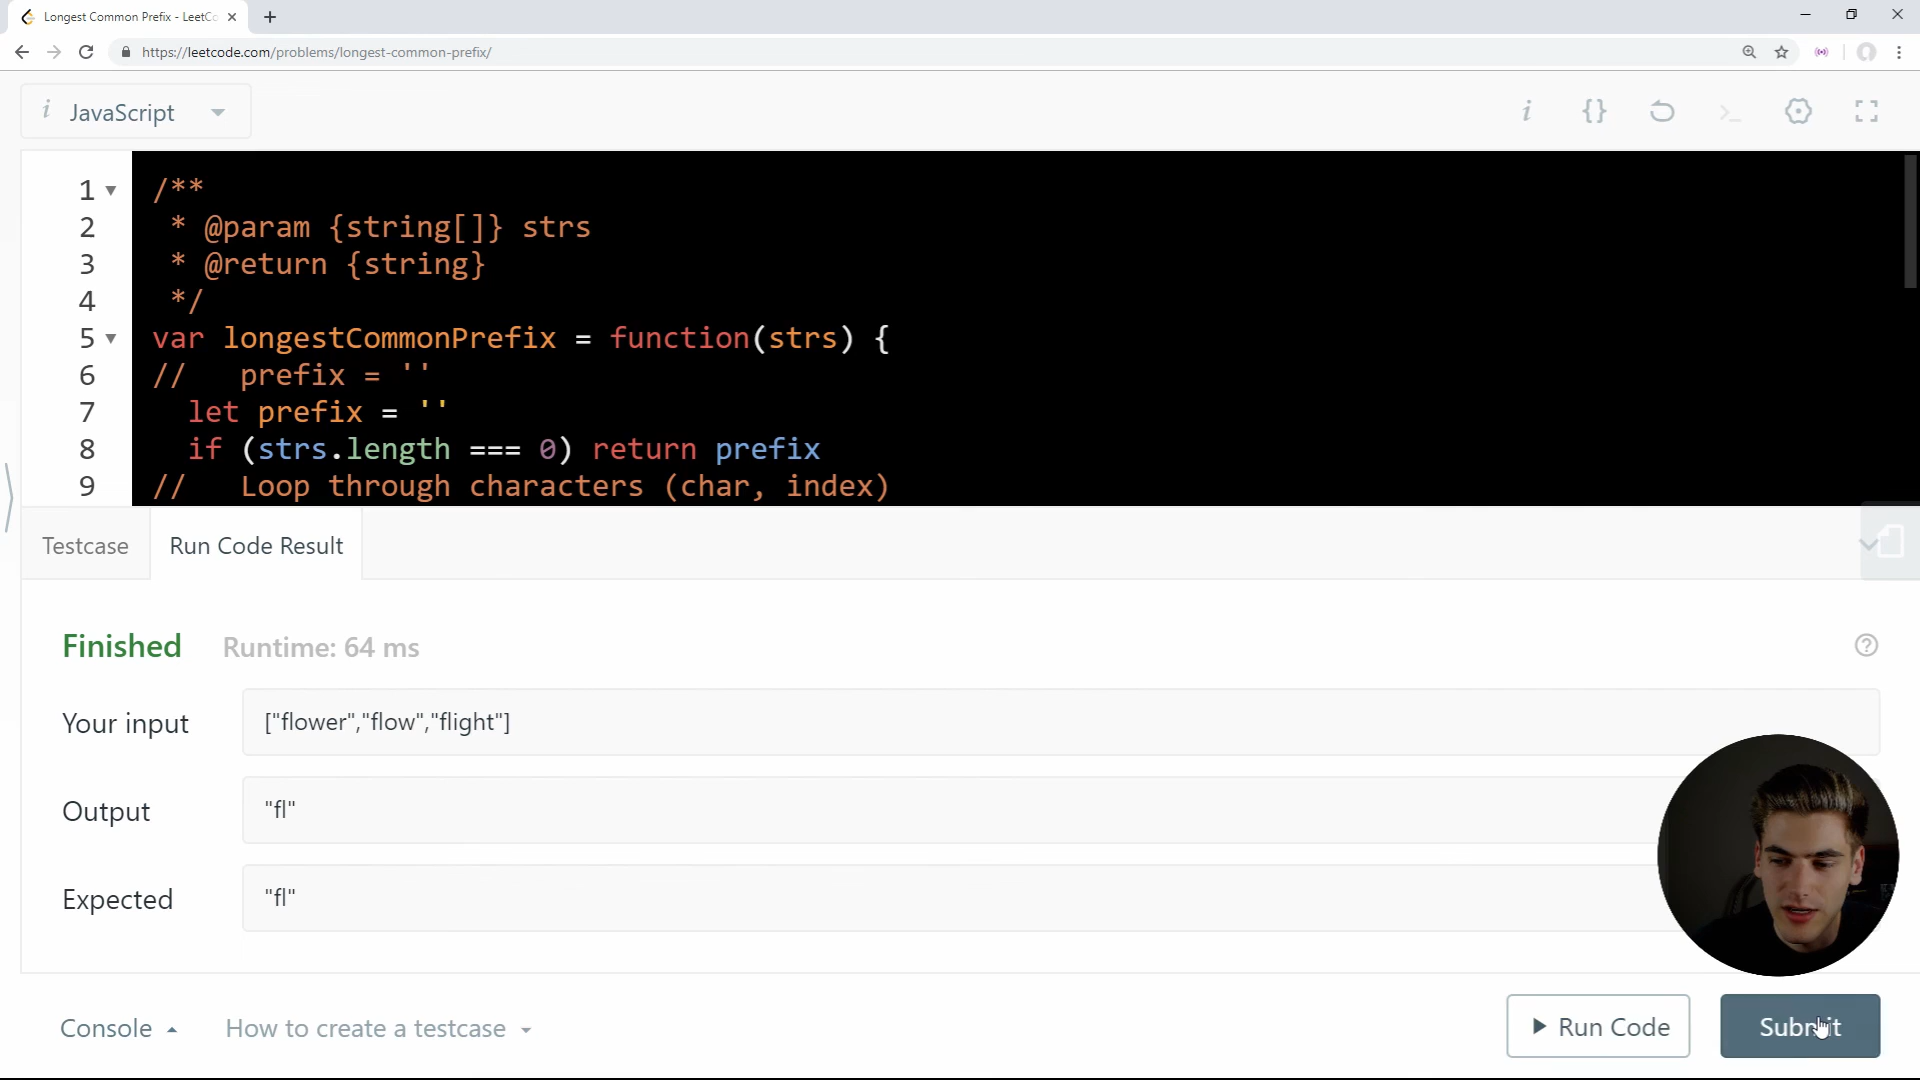 Longest Common Prefix - LeetCo
https://leetcode.com/problems/longest-common-prefix/
i JavaScript
1 /**
2  * @param {string[]} strs
3  * @return {string}
4  */
5 var longestCommonPrefix = function(strs) {
6 //   prefix = ''
7   let prefix = ''
8   if (strs.length === 0) return prefix
9 //   Loop through characters (char, index)
Testcase Run Code Result
Finished Runtime: 64 ms
Your input ["flower","flow","flight"]
Output "fl"
Expected "fl"
Console How to create a testcase Run Code Submit